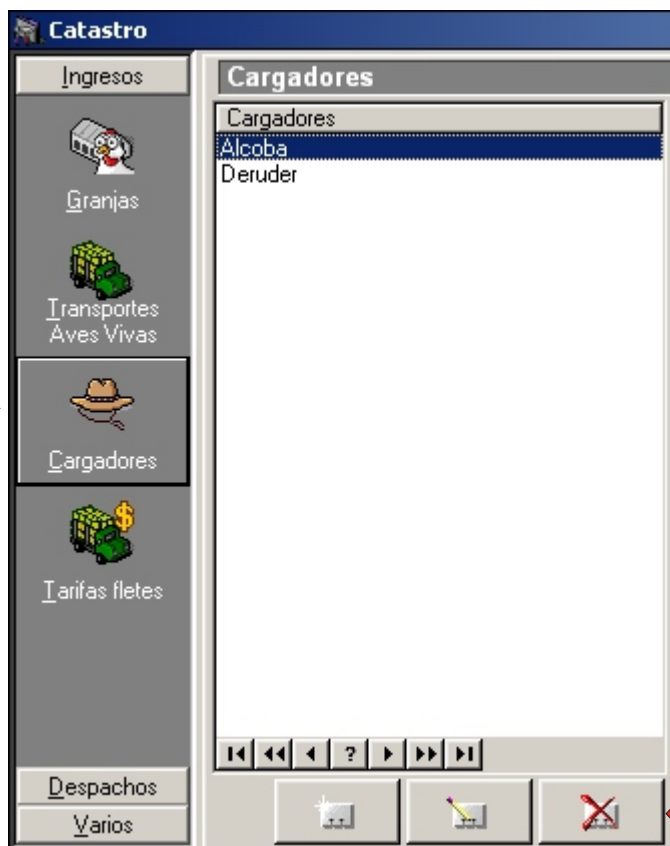 Catastro
Ingresos
Granjas
Transportes
Aves Vivas
Cargadores
Tarifas fletes
Despachos
Varios
Cargadores
Cargadores
Alcoba
Deruder
?